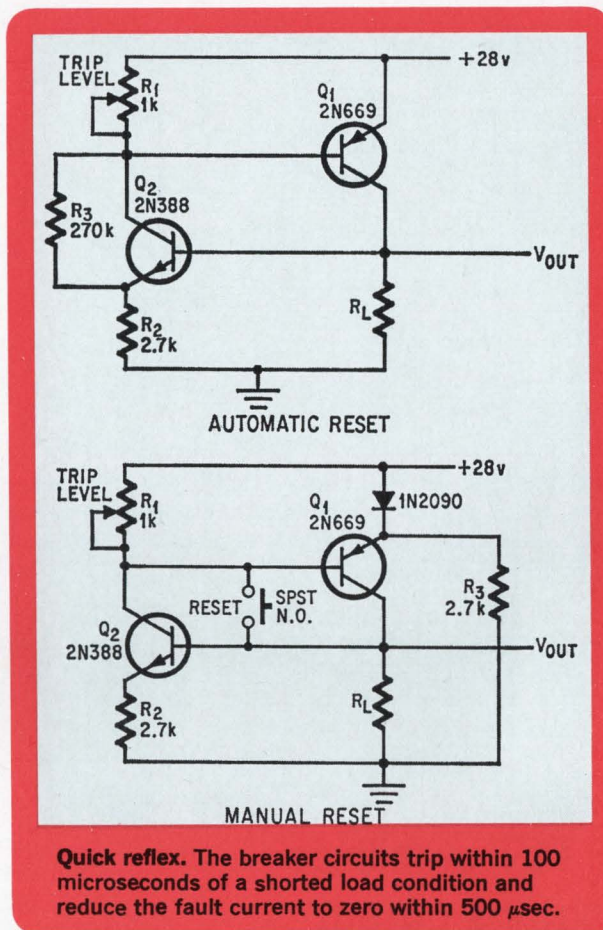 TRIP
LEVEL
R1
1k
+28v
Q1
2N669
Q2
2N388
R3
270k
VOUT
RL
R2
2.7k
AUTOMATIC RESET
TRIP
LEVEL
R1
1k
+28v
1N2090
Q1
2N669
RESET
SPST
N.O.
R3
2.7k
Q2
2N388
VOUT
R2
2.7k
RL
MANUAL RESET
Quick reflex. The breaker circuits trip within 100
microseconds of a shorted load condition and
reduce the fault current to zero within 500 μsec.